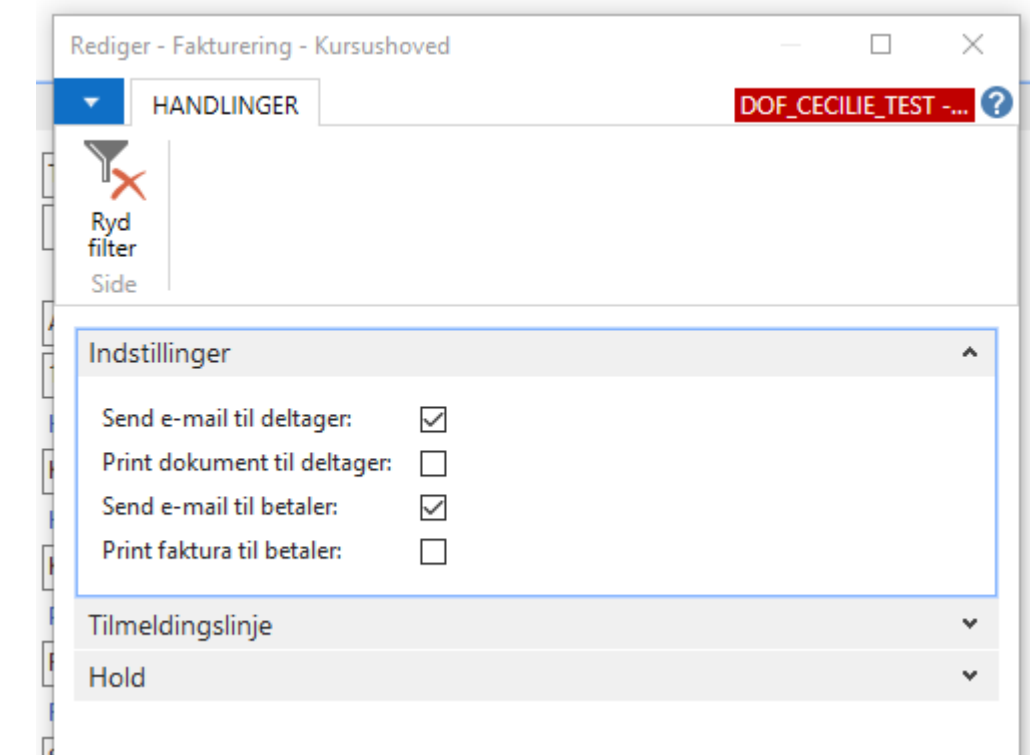 Rediger - Fakturering - Kursushoved
HANDLINGER
DOF_CECILIE_TEST -...
Ryd
filter
Side
Indstillinger
Send e-mail til deltager:
Print dokument til deltager:
Send e-mail til betaler:
Print faktura til betaler:
Tilmeldingslinje
Hold